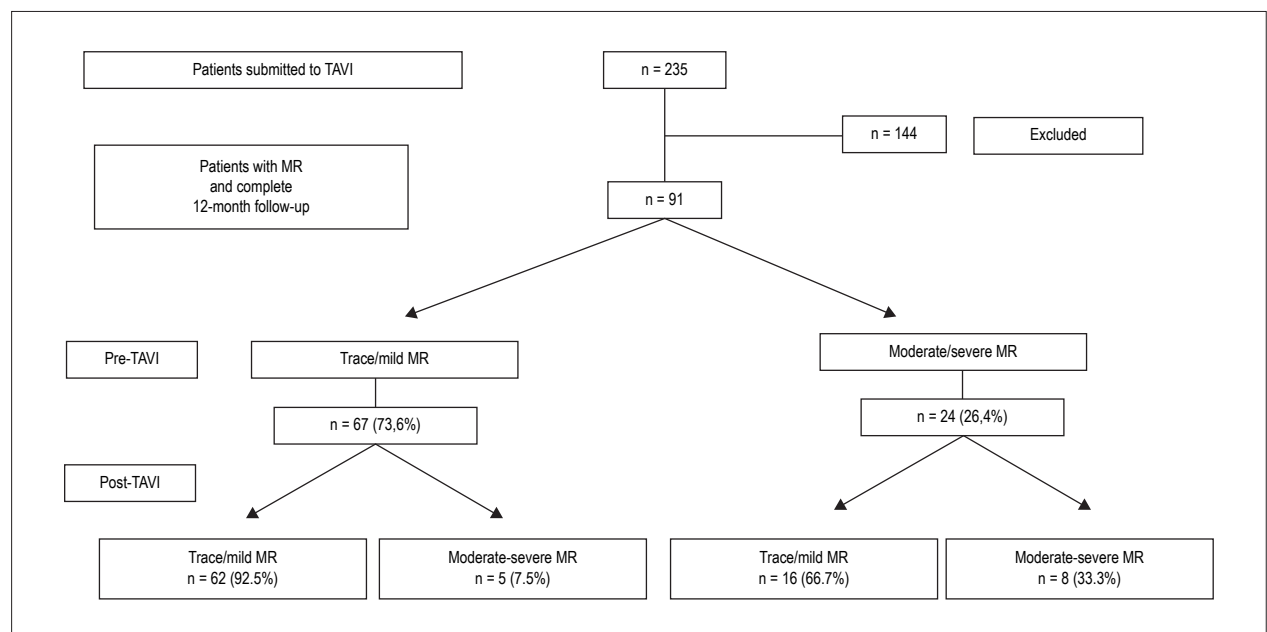 Patients submitted to TAVI
n = 235
n = 144
Excluded
Patients with MR
and complete
12-month follow-up
n = 91
Pre-TAVI
Trace/mild MR
Moderate/severe MR
n = 67 (73,6%)
n = 24 (26,4%)
Post-TAVI
Trace/mild MR
n = 62 (92.5%)
Moderate-severe MR
n = 5 (7.5%)
Trace/mild MR
n = 16 (66.7%)
Moderate-severe MR
n = 8 (33.3%)